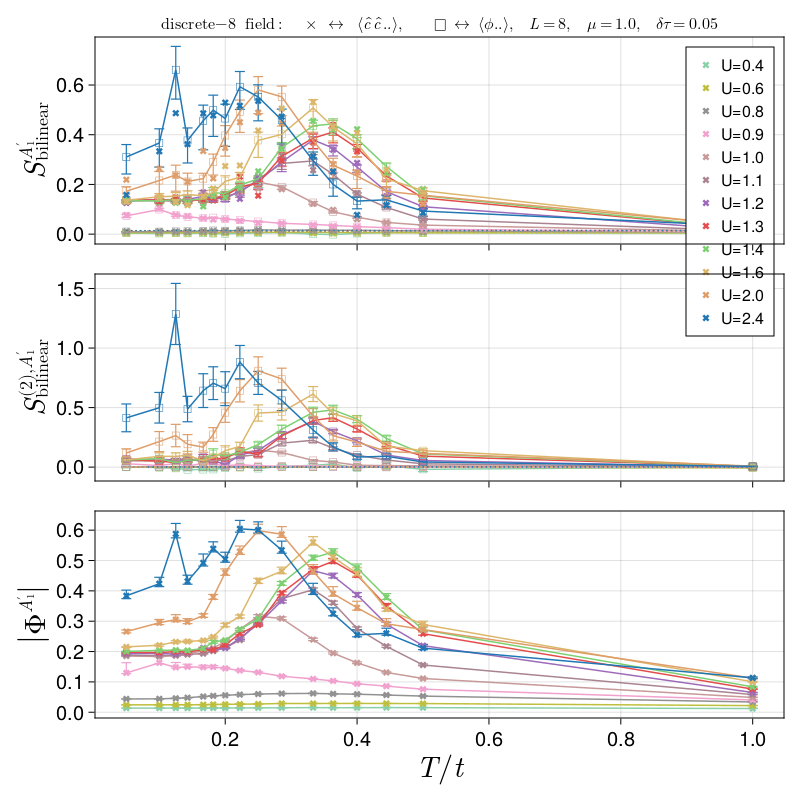 discrete−8 field: × ↔ ⟨ĉ ĉ ..⟩, □ ↔ ⟨ϕ..⟩, L = 8, μ = 1.0, δτ = 0.05
S^{A_1^′}_{bilinear}
0.6
0.4
0.2
0.0
U=0.4
U=0.6
U=0.8
U=0.9
U=1.0
U=1.1
U=1.2
U=1.3
U=1.4
U=1.6
U=2.0
U=2.4
S^{(2),A_1^′}_{bilinear}
1.5
1.0
0.5
0.0
|Φ^{A_1^′}|
0.6
0.5
0.4
0.3
0.2
0.1
0.0
0.2 0.4 0.6 0.8 1.0
T/t